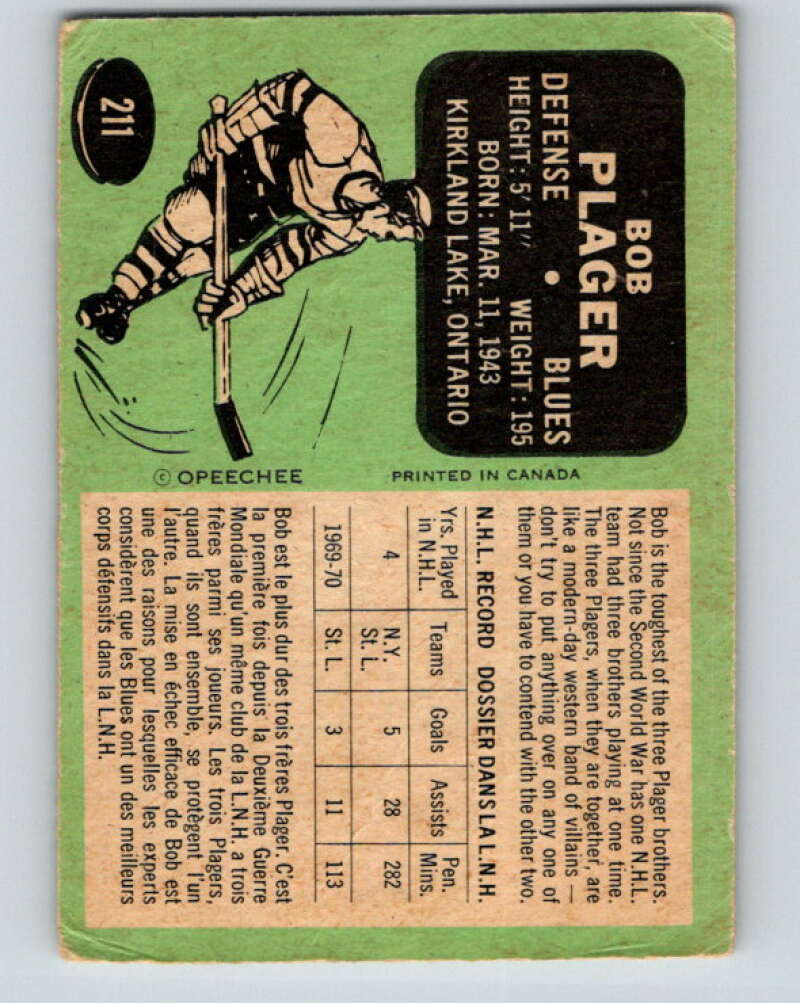 211
BOB
PLAGER
DEFENSE • BLUES
HEIGHT: 5' 11" WEIGHT: 195
BORN: MAR. 11, 1943
KIRKLAND LAKE, ONTARIO
© OPEECHEE PRINTED IN CANADA
Bob is the toughest of the three Plager brothers.
Not since the Second World War has one N.H.L.
team had three brothers playing at one time.
The three Plagers, when they are together, are
like a modern-day western band of villains —
don't try to put anything over on any one of
them or you have to contend with the other two.
N.H.L. RECORD DOSSIER DANS LA L.N.H.
Yrs. Played in N.H.L. Teams Goals Assists Pen. Mins.
4 N.Y. St. L. 5 28 282
1969-70 St. L. 3 11 113
Bob est le plus dur des trois frères Plager. C'est
la première fois depuis la Deuxième Guerre
Mondiale qu'un même club de la L.N.H. a trois
frères parmi ses joueurs. Les trois Plagers,
quand ils sont ensemble, se protègent l'un
l'autre. La mise en échec efficace de Bob est
une des raisons pour lesquelles les experts
considèrent que les Blues ont un des meilleurs
corps défensifs dans la L.N.H.